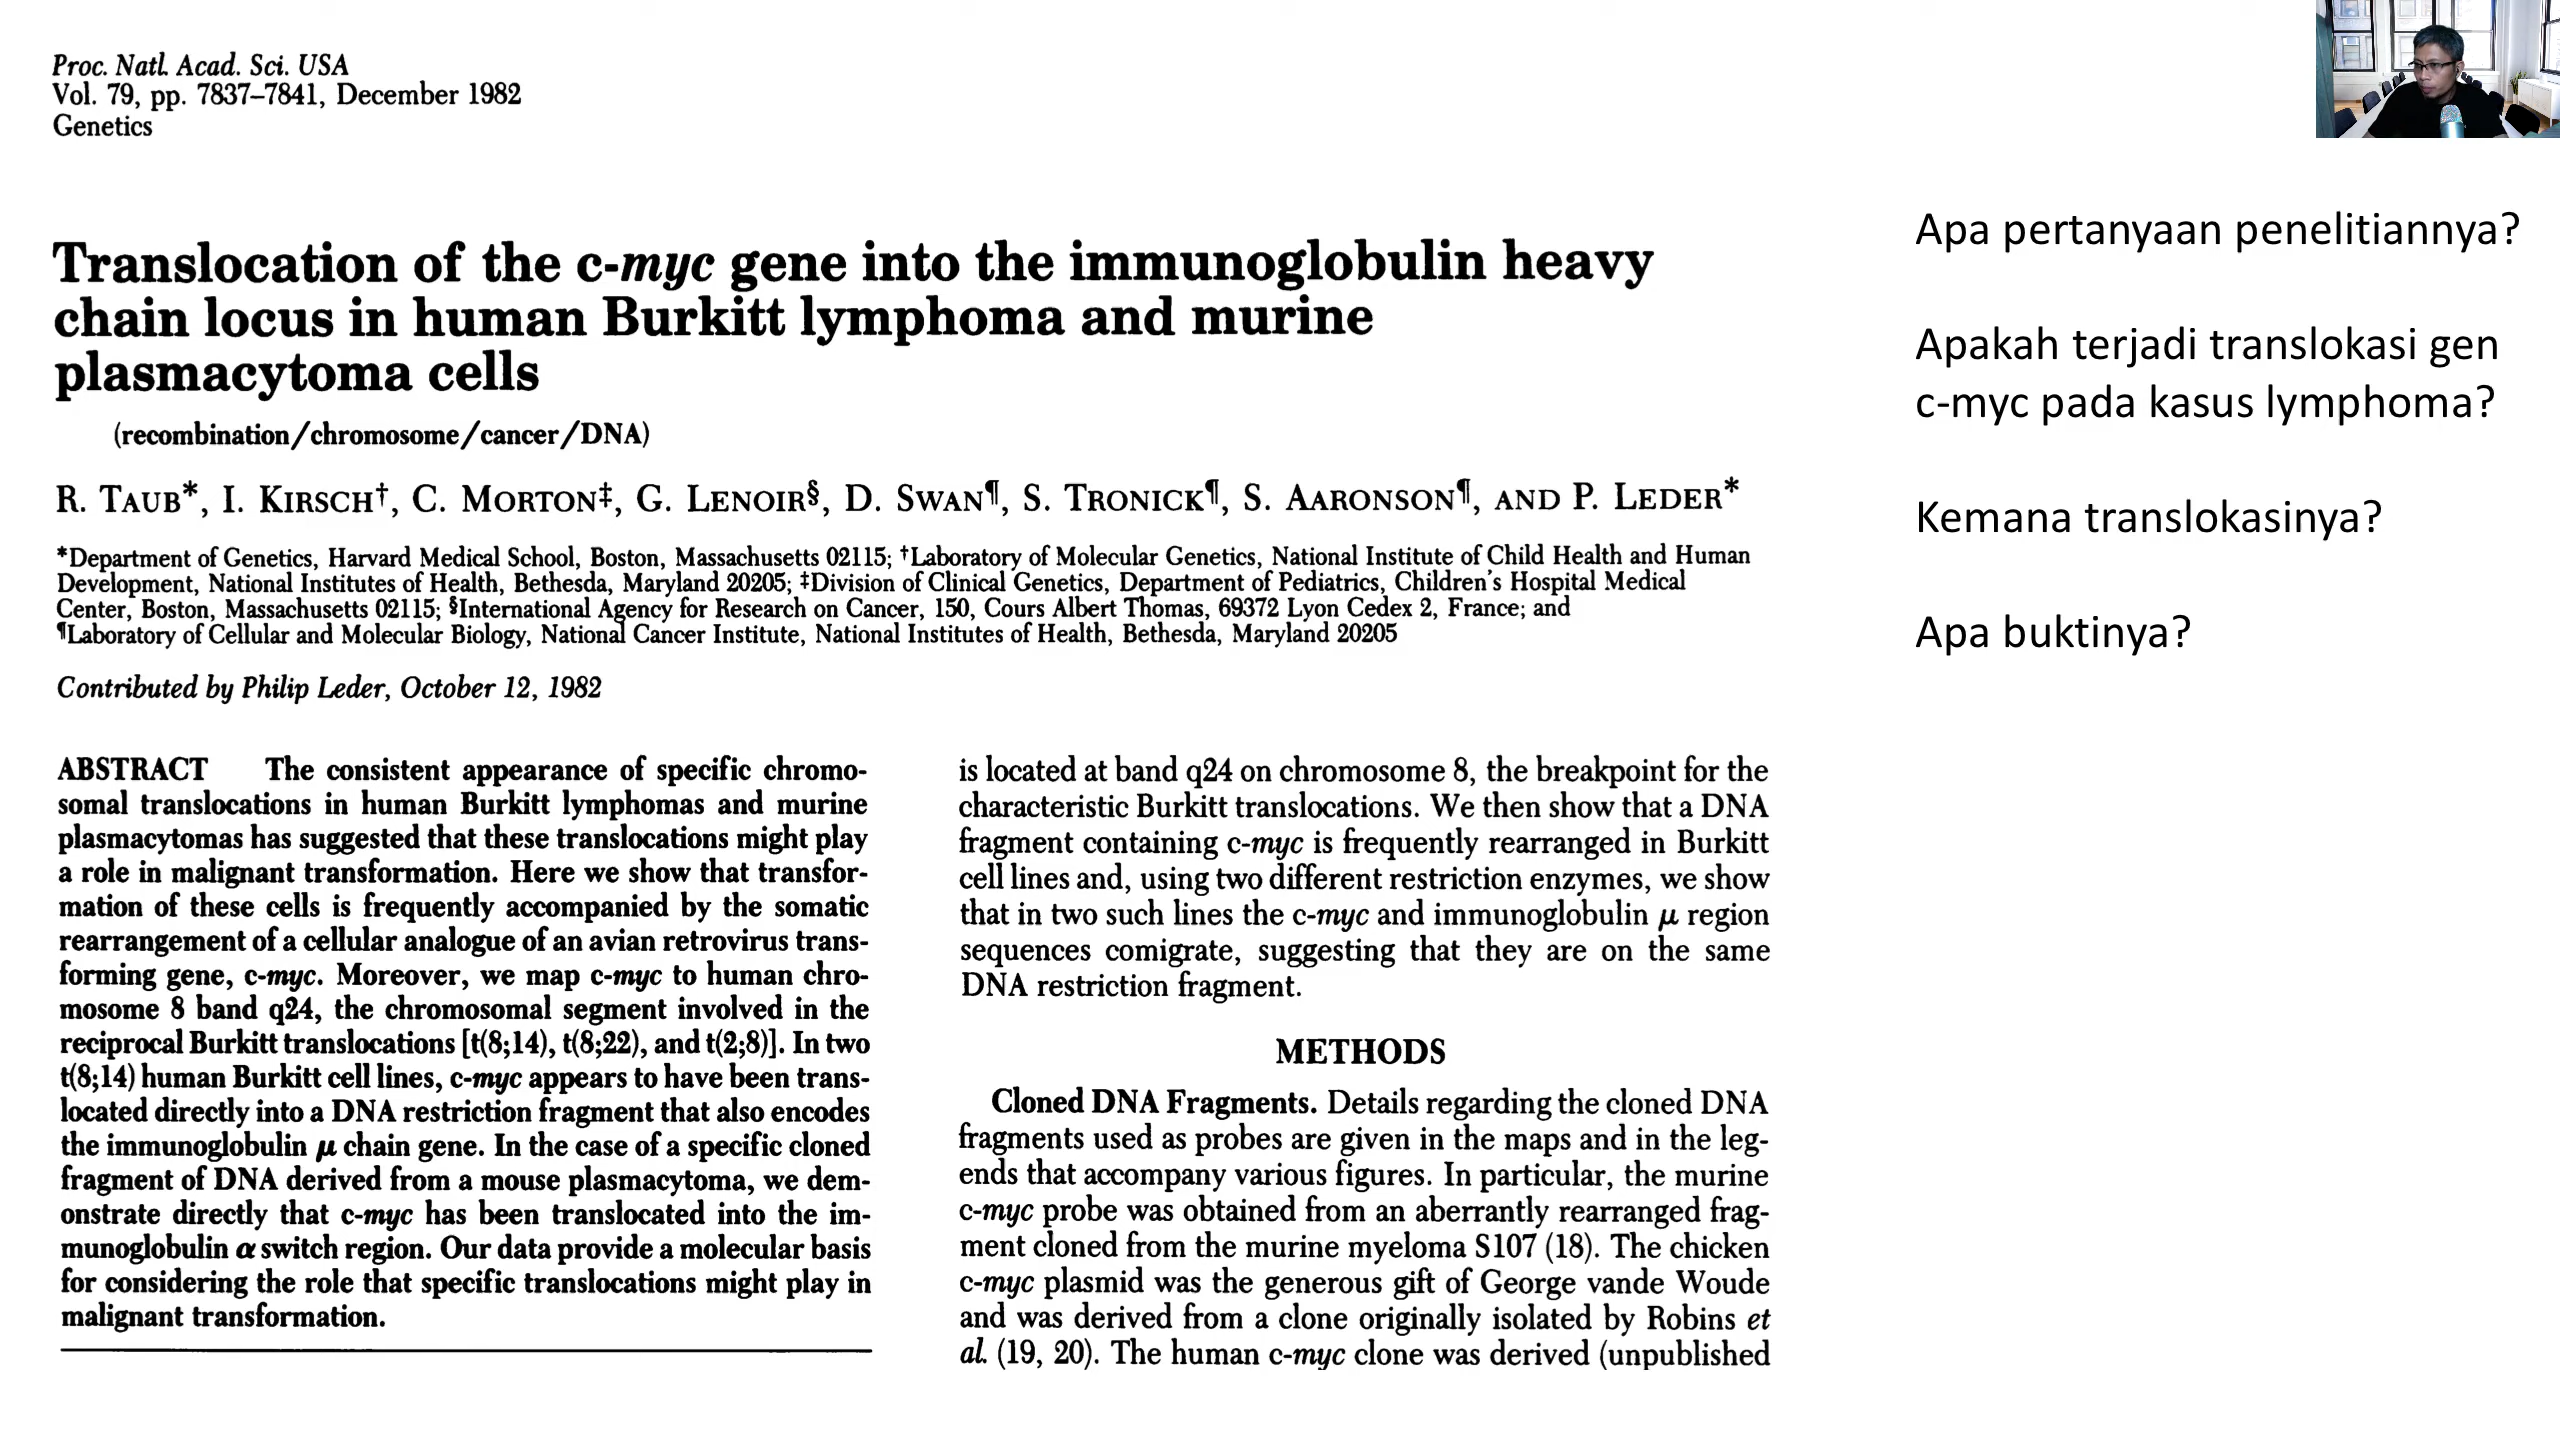 Proc. Natl. Acad. Sci. USA
Vol. 79, pp. 7837–7841, December 1982
Genetics
Translocation of the c-myc gene into the immunoglobulin heavy
chain locus in human Burkitt lymphoma and murine
plasmacytoma cells
(recombination/chromosome/cancer/DNA)
R. TAUB*, I. KIRSCH†, C. MORTON‡, G. LENOIR§, D. SWAN¶, S. TRONICK¶, S. AARONSON¶, AND P. LEDER*
*Department of Genetics, Harvard Medical School, Boston, Massachusetts 02115; †Laboratory of Molecular Genetics, National Institute of Child Health and Human
Development, National Institutes of Health, Bethesda, Maryland 20205; ‡Division of Clinical Genetics, Department of Pediatrics, Children's Hospital Medical
Center, Boston, Massachusetts 02115; §International Agency for Research on Cancer, 150, Cours Albert Thomas, 69372 Lyon Cedex 2, France; and
¶Laboratory of Cellular and Molecular Biology, National Cancer Institute, National Institutes of Health, Bethesda, Maryland 20205
Contributed by Philip Leder, October 12, 1982
ABSTRACT The consistent appearance of specific chromo-
somal translocations in human Burkitt lymphomas and murine
plasmacytomas has suggested that these translocations might play
a role in malignant transformation. Here we show that transfor-
mation of these cells is frequently accompanied by the somatic
rearrangement of a cellular analogue of an avian retrovirus trans-
forming gene, c-myc. Moreover, we map c-myc to human chro-
mosome 8 band q24, the chromosomal segment involved in the
reciprocal Burkitt translocations [t(8;14), t(8;22), and t(2;8)]. In two
t(8;14) human Burkitt cell lines, c-myc appears to have been trans-
located directly into a DNA restriction fragment that also encodes
the immunoglobulin μ chain gene. In the case of a specific cloned
fragment of DNA derived from a mouse plasmacytoma, we dem-
onstrate directly that c-myc has been translocated into the im-
munoglobulin α switch region. Our data provide a molecular basis
for considering the role that specific translocations might play in
malignant transformation.
is located at band q24 on chromosome 8, the breakpoint for the
characteristic Burkitt translocations. We then show that a DNA
fragment containing c-myc is frequently rearranged in Burkitt
cell lines and, using two different restriction enzymes, we show
that in two such lines the c-myc and immunoglobulin μ region
sequences comigrate, suggesting that they are on the same
DNA restriction fragment.
METHODS
Cloned DNA Fragments. Details regarding the cloned DNA
fragments used as probes are given in the maps and in the leg-
ends that accompany various figures. In particular, the murine
c-myc probe was obtained from an aberrantly rearranged frag-
ment cloned from the murine myeloma S107 (18). The chicken
c-myc plasmid was the generous gift of George vande Woude
and was derived from a clone originally isolated by Robins et
al. (19, 20). The human c-myc clone was derived (unpublished
Apa pertanyaan penelitiannya?
Apakah terjadi translokasi gen
c-myc pada kasus lymphoma?
Kemana translokasinya?
Apa buktinya?